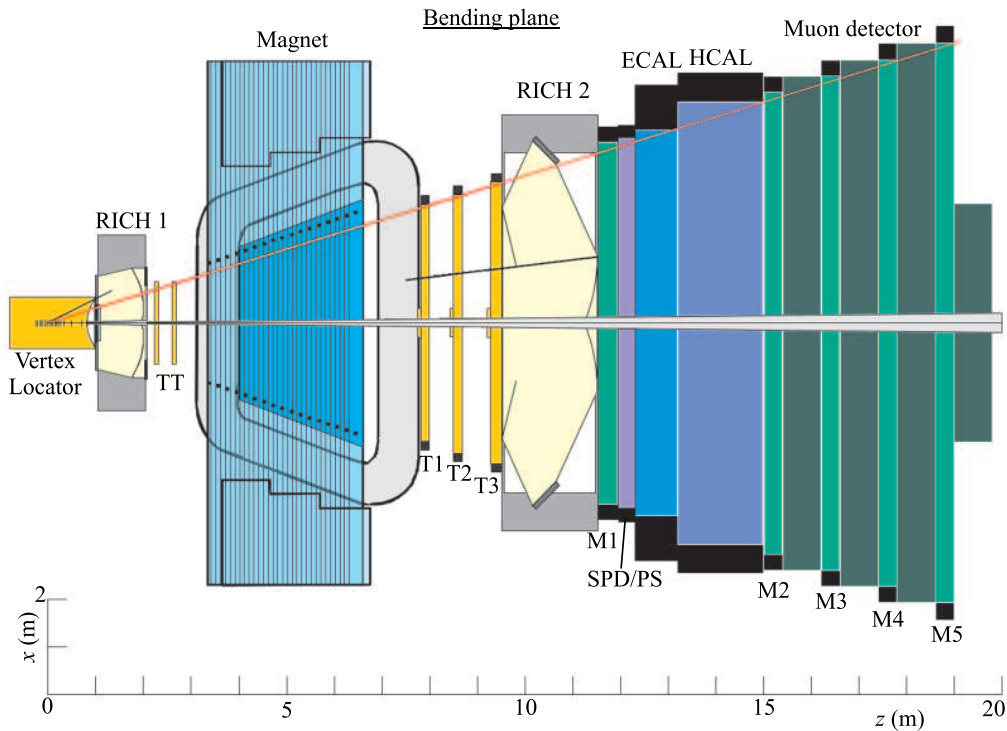 Bending plane
Magnet
Muon detector
ECAL HCAL
RICH 2
RICH 1
Vertex
Locator
TT
T1
T2
T3
M1
SPD/PS
M2
M3
M4
M5
2
x (m)
0
5
10
15
20
z (m)